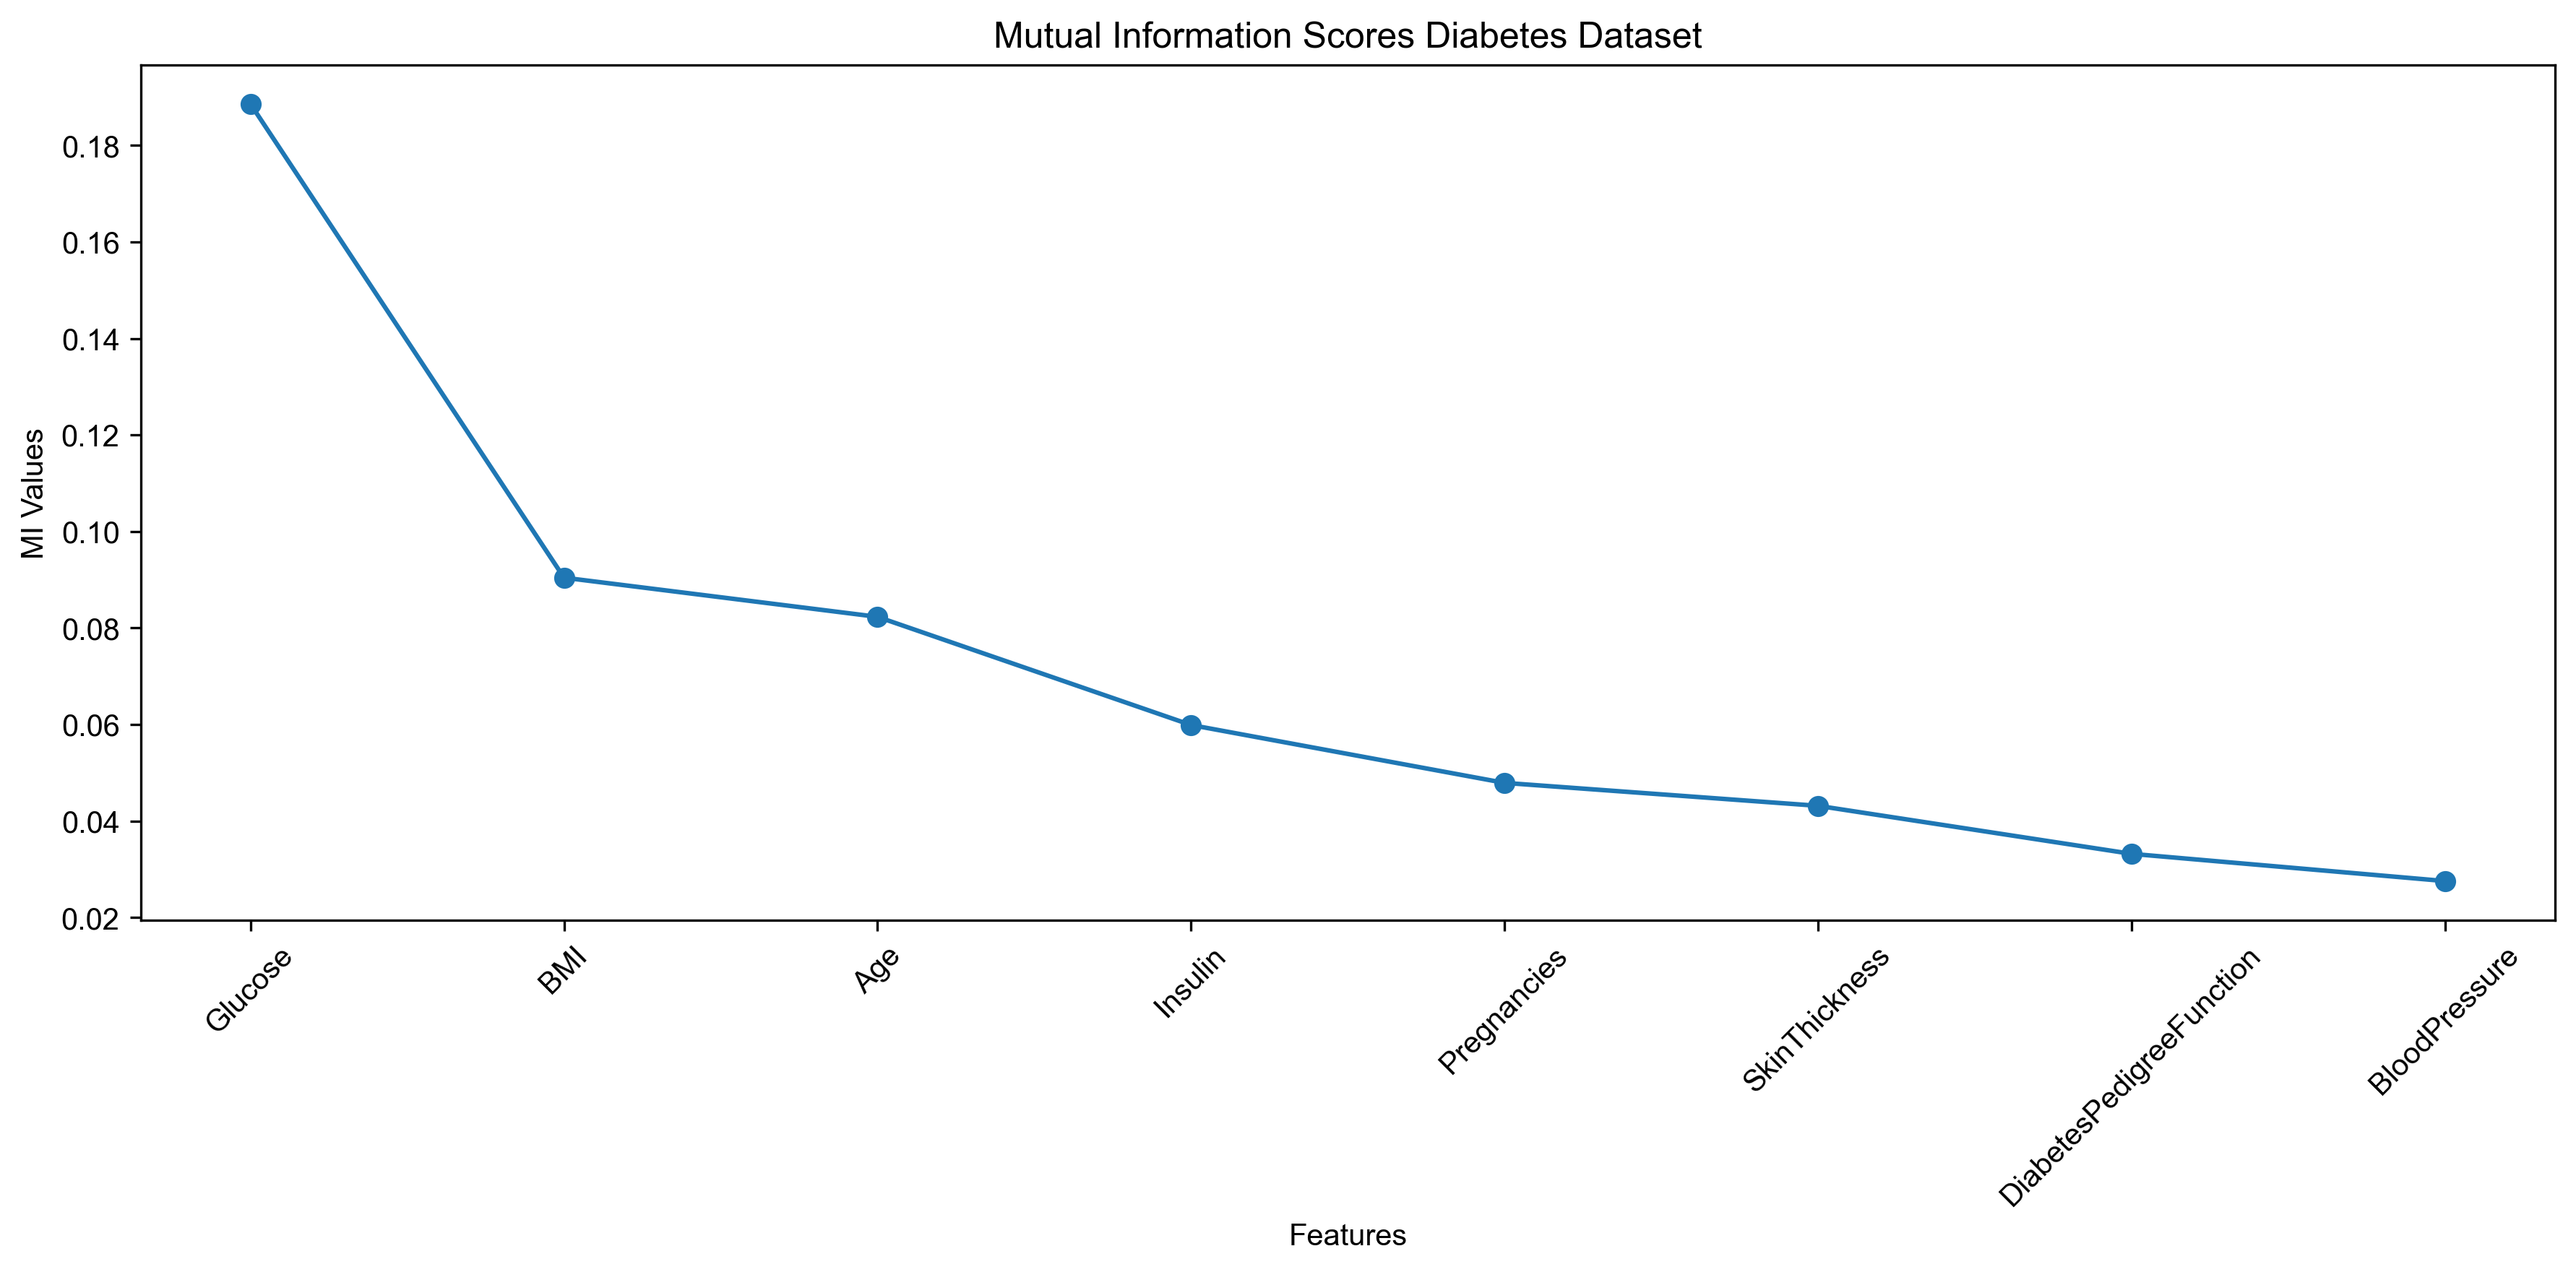 Mutual Information Scores Diabetes Dataset
MI Values
0.18
0.16
0.14
0.12
0.10
0.08
0.06
0.04
0.02
Glucose
BMI
Age
Insulin
Pregnancies
SkinThickness
DiabetesPedigreeFunction
BloodPressure
Features